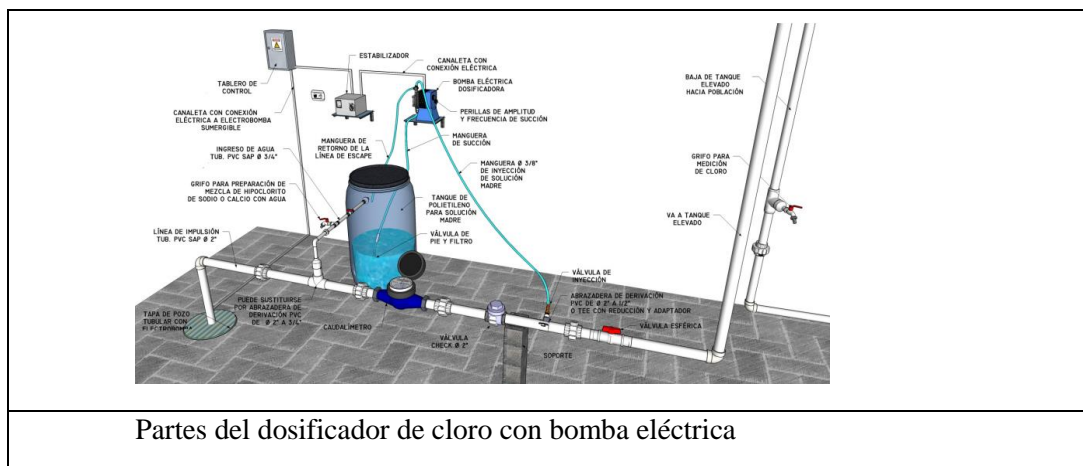 ESTABILIZADOR
CANALETA CON
CONEXIÓN ELÉCTRICA
BOMBA ELÉCTRICA
DOSIFICADORA
TABLERO DE
CONTROL
PERILLAS DE AMPLITUD
Y FRECUENCIA DE SUCCIÓN
CANALETA CON CONEXIÓN
ELÉCTRICA A ELECTROBOMBA
SUMERGIBLE
MANGUERA DE
RETORNO DE LA
LÍNEA DE ESCAPE
MANGUERA
DE SUCCIÓN
INGRESO DE AGUA
TUB. PVC SAP Ø 3/4"
MANGUERA Ø 3/8"
DE INYECCIÓN
DE SOLUCIÓN
MADRE
GRIFO PARA PREPARACIÓN DE
MEZCLA DE HIPOCLORITO
DE SODIO O CALCIO CON AGUA
TANQUE DE
POLIETILENO
PARA SOLUCIÓN
MADRE
VÁLVULA DE
PIE Y FILTRO
LÍNEA DE IMPULSIÓN
TUB. PVC SAP Ø 2"
BAJA DE TANQUE
ELEVADO
HACIA POBLACIÓN
GRIFO PARA
MEDICIÓN
DE CLORO
VA A TANQUE
ELEVADO
TAPA DE POZO
TUBULAR CON
ELECTROBOMBA
PUEDE SUSTITUIRSE
POR ABRAZADERA DE
DERIVACIÓN PVC
DE Ø 2" A 3/4"
CAUDALÍMETRO
VÁLVULA
CHECK Ø 2"
SOPORTE
VÁLVULA DE
INYECCIÓN
ABRAZADERA DE DERIVACIÓN
PVC DE Ø 2" A 1/2"
O TEE CON REDUCCIÓN Y ADAPTADOR
VÁLVULA ESFÉRICA
Partes del dosificador de cloro con bomba eléctrica